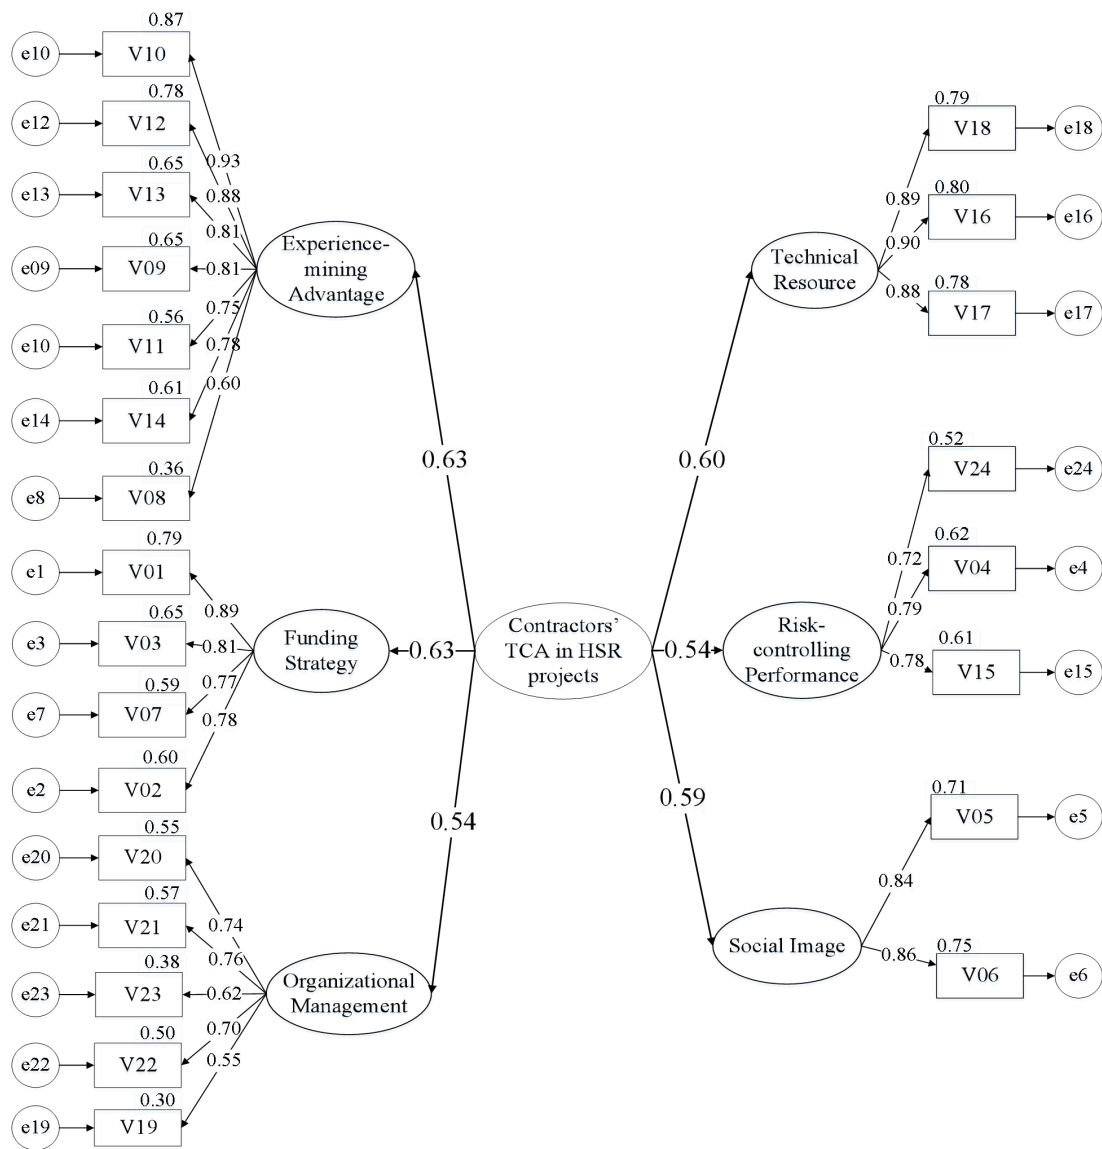 0.87
e10
V10
0.78
e12
V12
0.93
0.65
0.88
e13
V13
0.81
0.65
e09
V09
0.81
Experience-
mining
Advantage
0.75
0.56
e10
V11
0.78
0.61
0.60
e14
V14
0.63
0.36
e8
V08
0.79
e1
V01
0.89
0.65
e3
V03
0.81
Funding
Strategy
0.63
0.77
0.59
e7
V07
0.78
0.60
e2
V02
0.54
0.55
e20
V20
0.57
e21
V21
0.74
0.76
0.38
e23
V23
0.62
Organizational
Management
0.70
0.50
e22
V22
0.55
0.30
e19
V19
Contractors’
TCA in HSR
projects
0.79
V18
e18
0.89
0.80
V16
e16
0.90
Technical
Resource
0.88
0.78
V17
e17
0.60
0.52
V24
e24
0.62
0.72
V04
e4
0.79
0.54
Risk-
controlling
Performance
0.61
0.78
V15
e15
0.59
0.71
V05
e5
0.84
Social Image
0.86
0.75
V06
e6